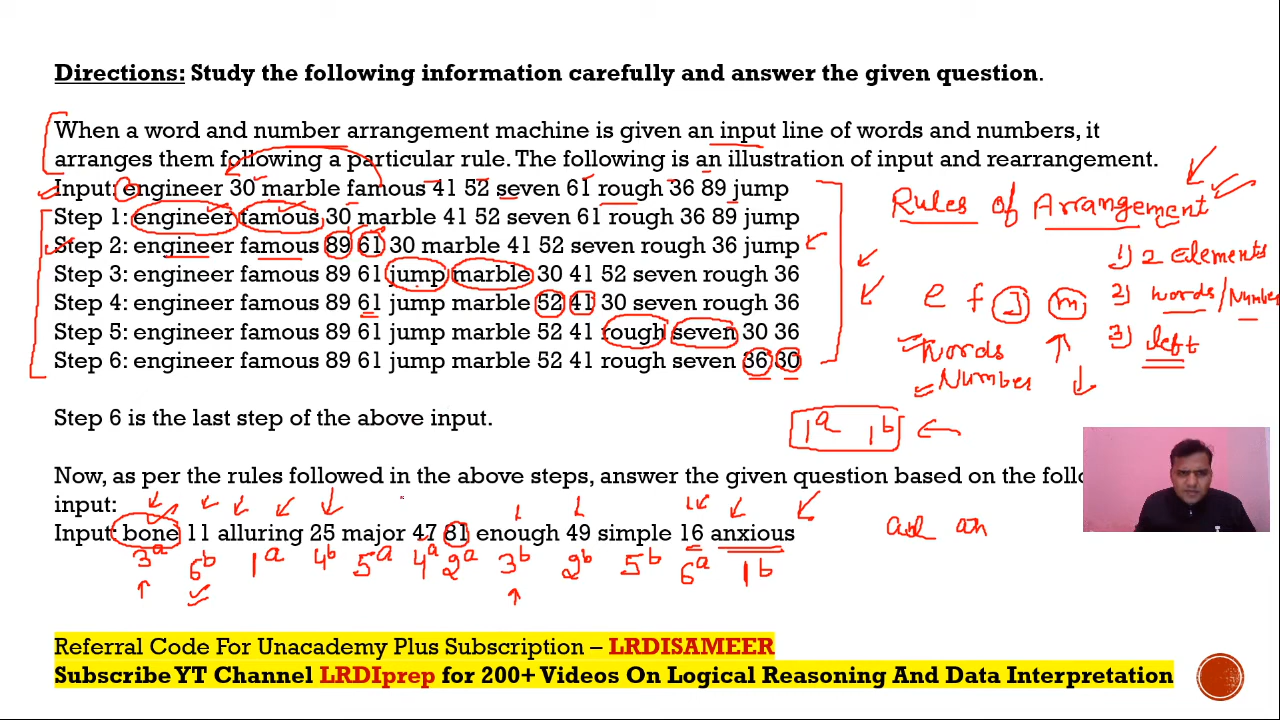 Directions: Study the following information carefully and answer the given question.
When a word and number arrangement machine is given an input line of words and numbers, it
arranges them following a particular rule. The following is an illustration of input and rearrangement.
Input: engineer 30 marble famous 41 52 seven 61 rough 36 89 jump
Step 1: engineer famous 30 marble 41 52 seven 61 rough 36 89 jump
Step 2: engineer famous 89 61 30 marble 41 52 seven rough 36 jump
Step 3: engineer famous 89 61 jump marble 30 41 52 seven rough 36
Step 4: engineer famous 89 61 jump marble 52 41 30 seven rough 36
Step 5: engineer famous 89 61 jump marble 52 41 rough seven 30 36
Step 6: engineer famous 89 61 jump marble 52 41 rough seven 36 30
Rules of Arrangement
1) 2 Elements
2) words/Number
3) left
e f J m
Words
Number
1a 1b
Step 6 is the last step of the above input.
Now, as per the rules followed in the above steps, answer the given question based on the follo
input:
Input: bone 11 alluring 25 major 47 81 enough 49 simple 16 anxious
3a 6b 1a 4b 5a 4a 2a 3b 2b 5b 6a 1b
Referral Code For Unacademy Plus Subscription – LRDISAMEER
Subscribe YT Channel LRDIprep for 200+ Videos On Logical Reasoning And Data Interpretation